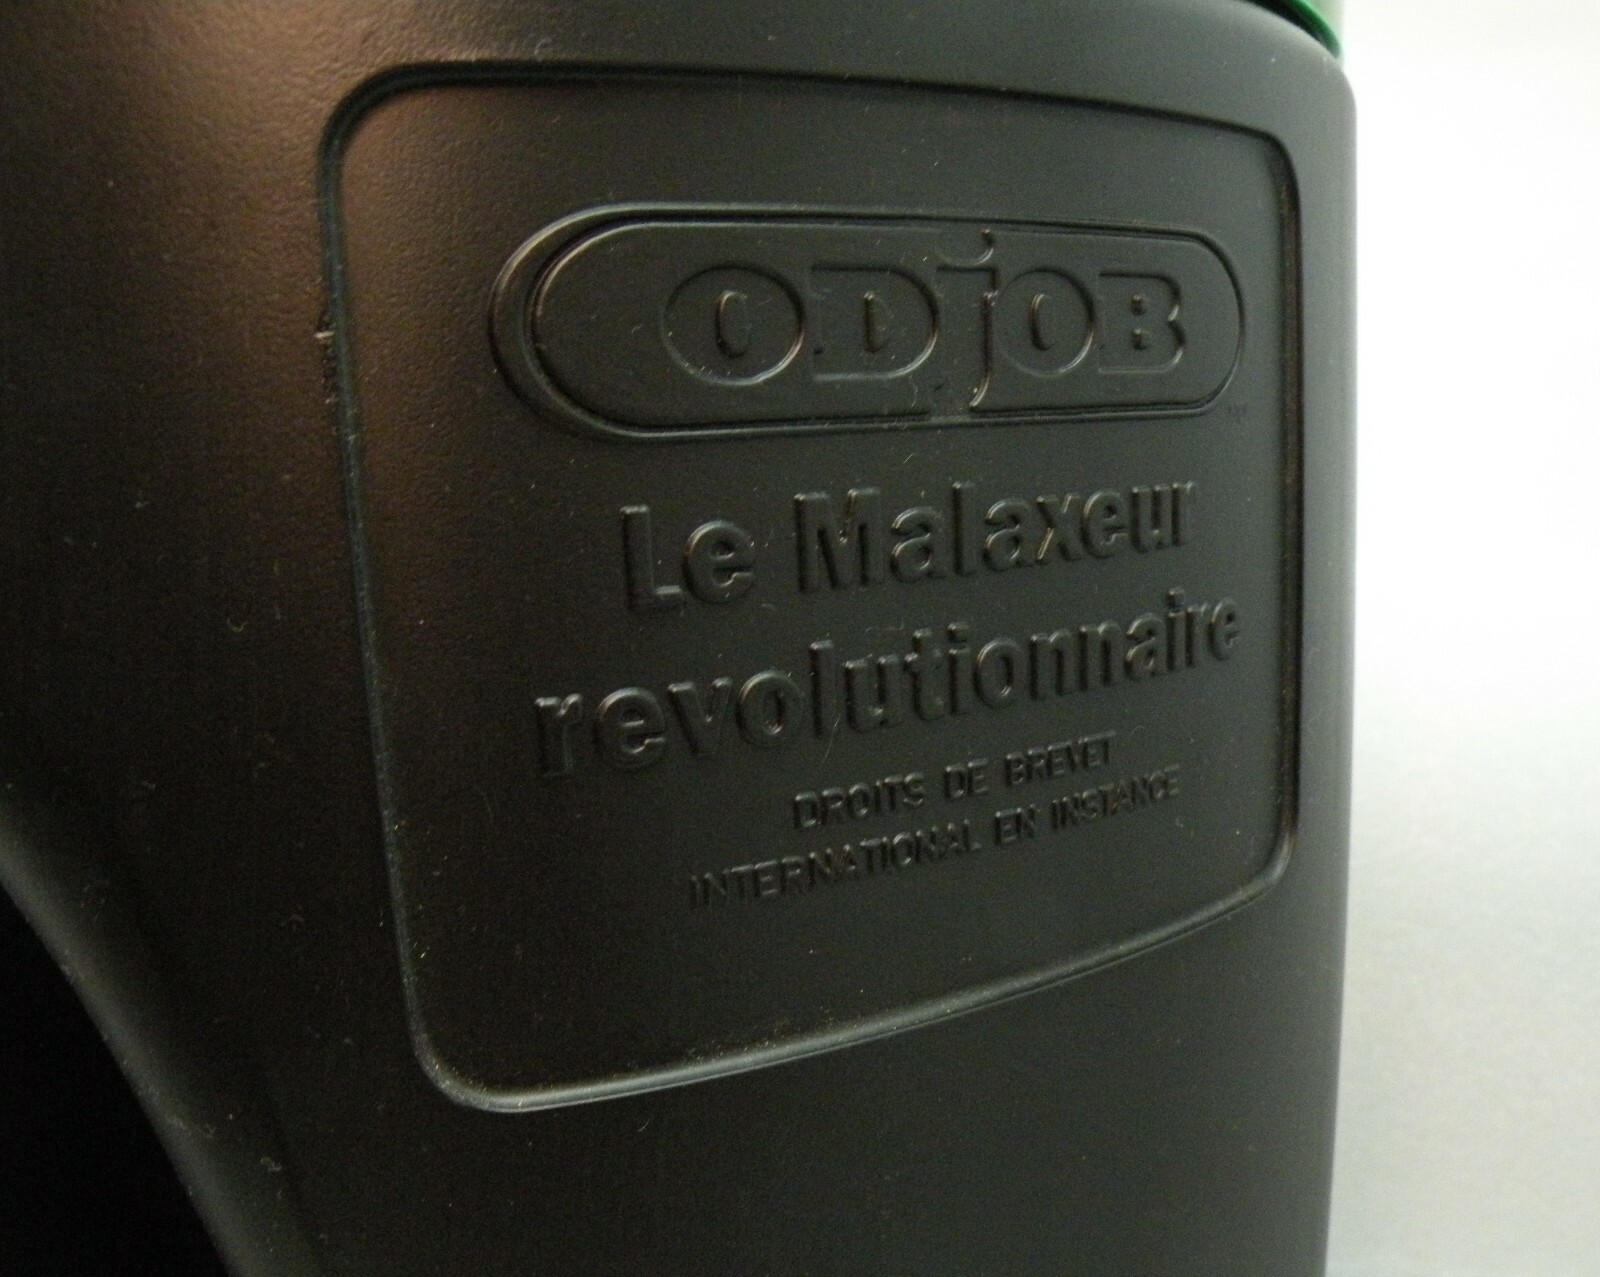 ODjOB
Le Malaxeur
revolutionnaire
DROITS DE BREVET
INTERNATIONAL EN INSTANCE